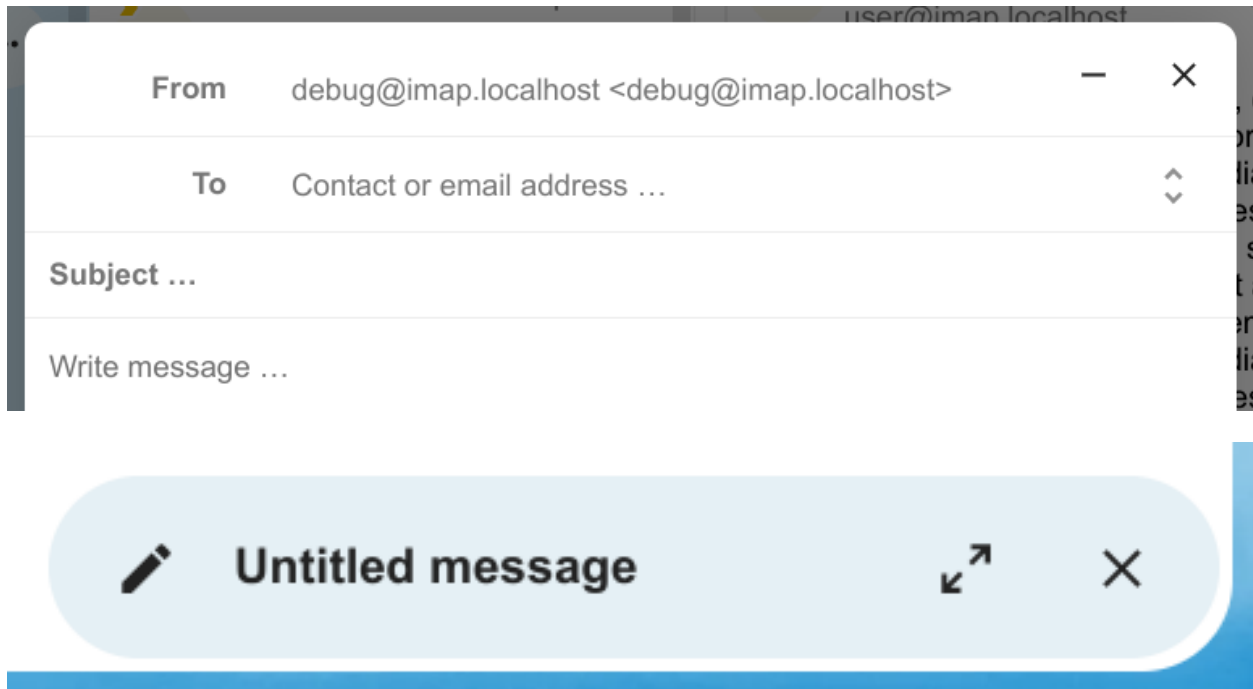 user@imap.localhost
From debug@imap.localhost <debug@imap.localhost>
To Contact or email address …
Subject …
Write message …
Untitled message